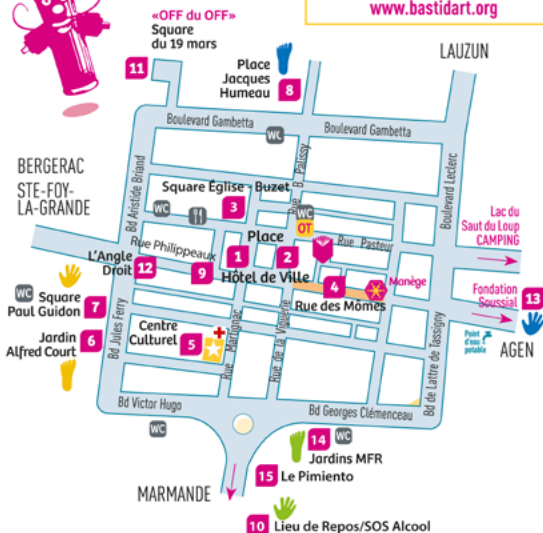 www.bastidart.org
«OFF du OFF»
Square
du 19 mars
11
Place
Jacques
Humeau
8
LAUZUN
Boulevard Gambetta
WC
Boulevard Gambetta
BERGERAC
STE-FOY-
LA-GRANDE
Bd Aristide Briand
Rue B. Palissy
Boulevard Leclerc
Square Église - Buzet
WC
3
WC
OT
Place
Rue Pasteur
Lac du
Saut du Loup
CAMPING
Rue Philippeaux
L'Angle
Droit
12
9
1
2
Hôtel de Ville
4
Manège
Rue des Mômes
Fondation
Soussial
13
WC
Square
Paul Guidon
7
Jardin
Alfred Court
6
Bd Jules Ferry
Centre
Culturel
5
Rue Martignac
Rue de la Viguerie
Bd de Lattre de Tassigny
Point
d'eau
potable
AGEN
Bd Victor Hugo
Bd Georges Clémenceau
WC
14
WC
Jardins MFR
15
Le Pimiento
MARMANDE
10
Lieu de Repos/SOS Alcool